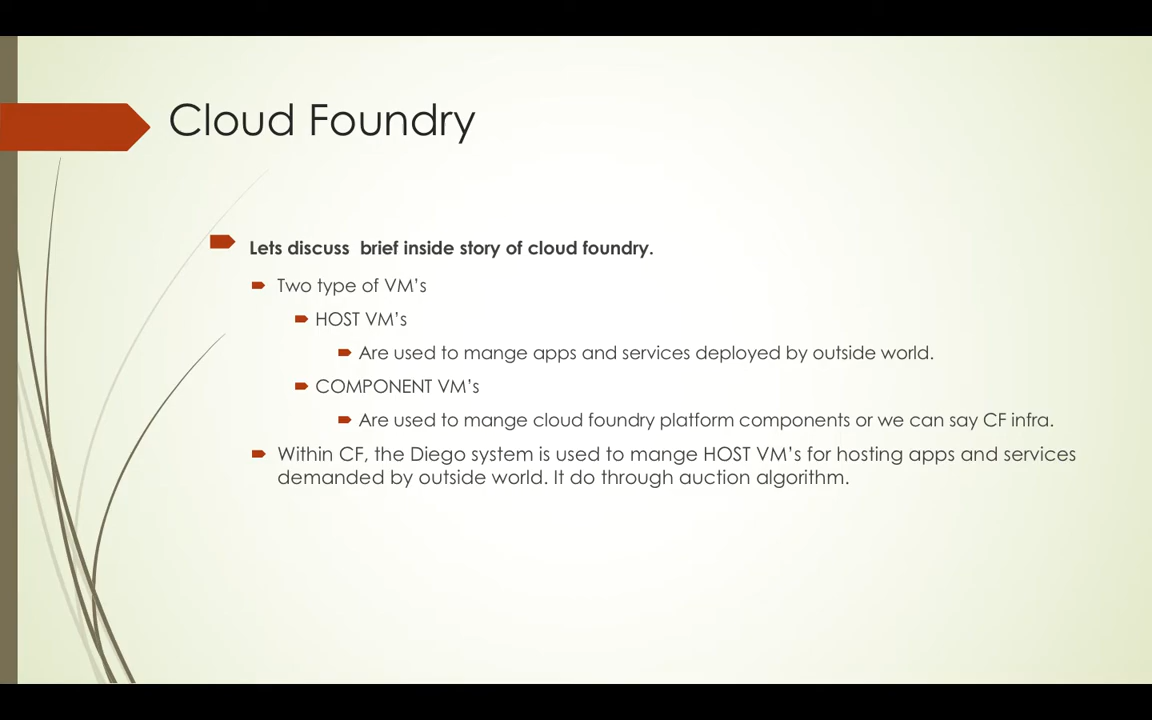 Cloud Foundry
Lets discuss  brief inside story of cloud foundry.
Two type of VM’s
HOST VM’s
Are used to mange apps and services deployed by outside world.
COMPONENT VM’s
Are used to mange cloud foundry platform components or we can say CF infra.
Within CF, the Diego system is used to mange HOST VM’s for hosting apps and services
demanded by outside world. It do through auction algorithm.